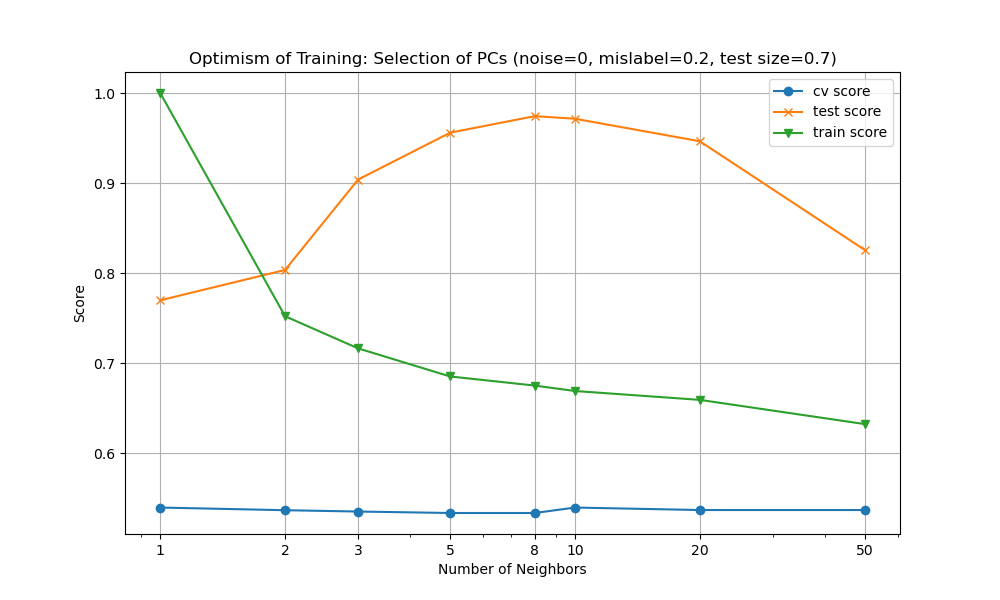 Optimism of Training: Selection of PCs (noise=0, mislabel=0.2, test size=0.7)
cv score
test score
train score
1.0
0.9
0.8
0.7
0.6
Score
1 2 3 5 8 10 20 50
Number of Neighbors